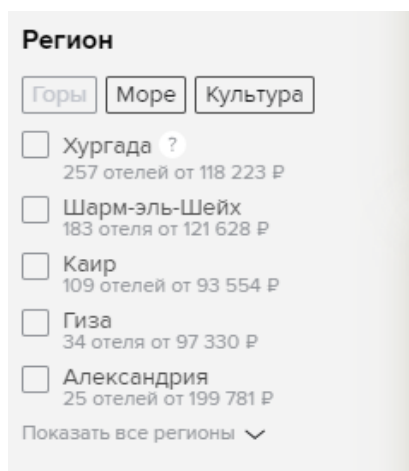 Регион
Горы Море Культура
Хургада ?
257 отелей от 118 223 ₽
Шарм-эль-Шейх
183 отеля от 121 628 ₽
Каир
109 отелей от 93 554 ₽
Гиза
34 отеля от 97 330 ₽
Александрия
25 отелей от 199 781 ₽
Показать все регионы